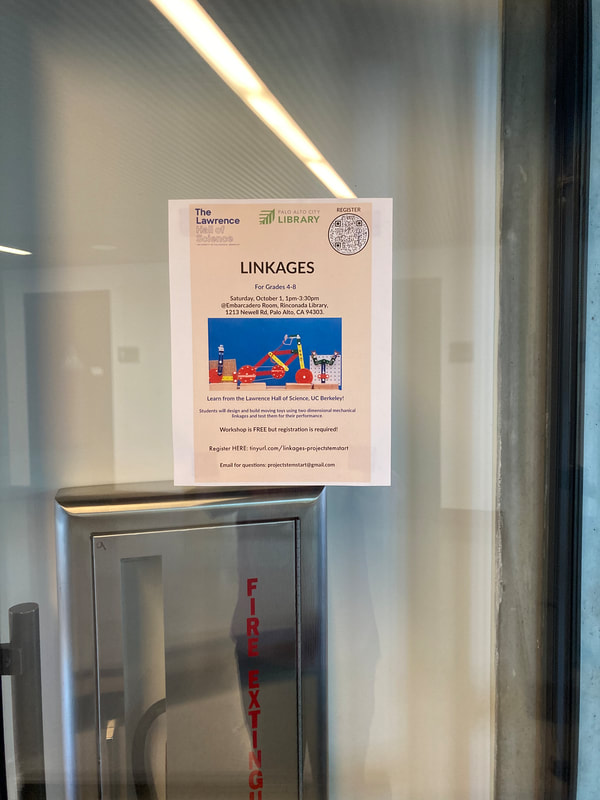 The
Lawrence
Hall of
Science
PALO ALTO CITY
LIBRARY
REGISTER
LINKAGES
For Grades 4-8
Saturday, October 1, 1pm-3:30pm
@Embarcadero Room, Rinconada Library,
1213 Newell Rd, Palo Alto, CA 94303.
Learn from the Lawrence Hall of Science, UC Berkeley!
Students will design and build moving toys using two dimensional mechanical
linkages and test them for their performance.
Workshop is FREE but registration is required!
Register HERE: tinyurl.com/linkages-projectstemstart
Email for questions: projectstemstart@gmail.com
FIRE EXTINGU